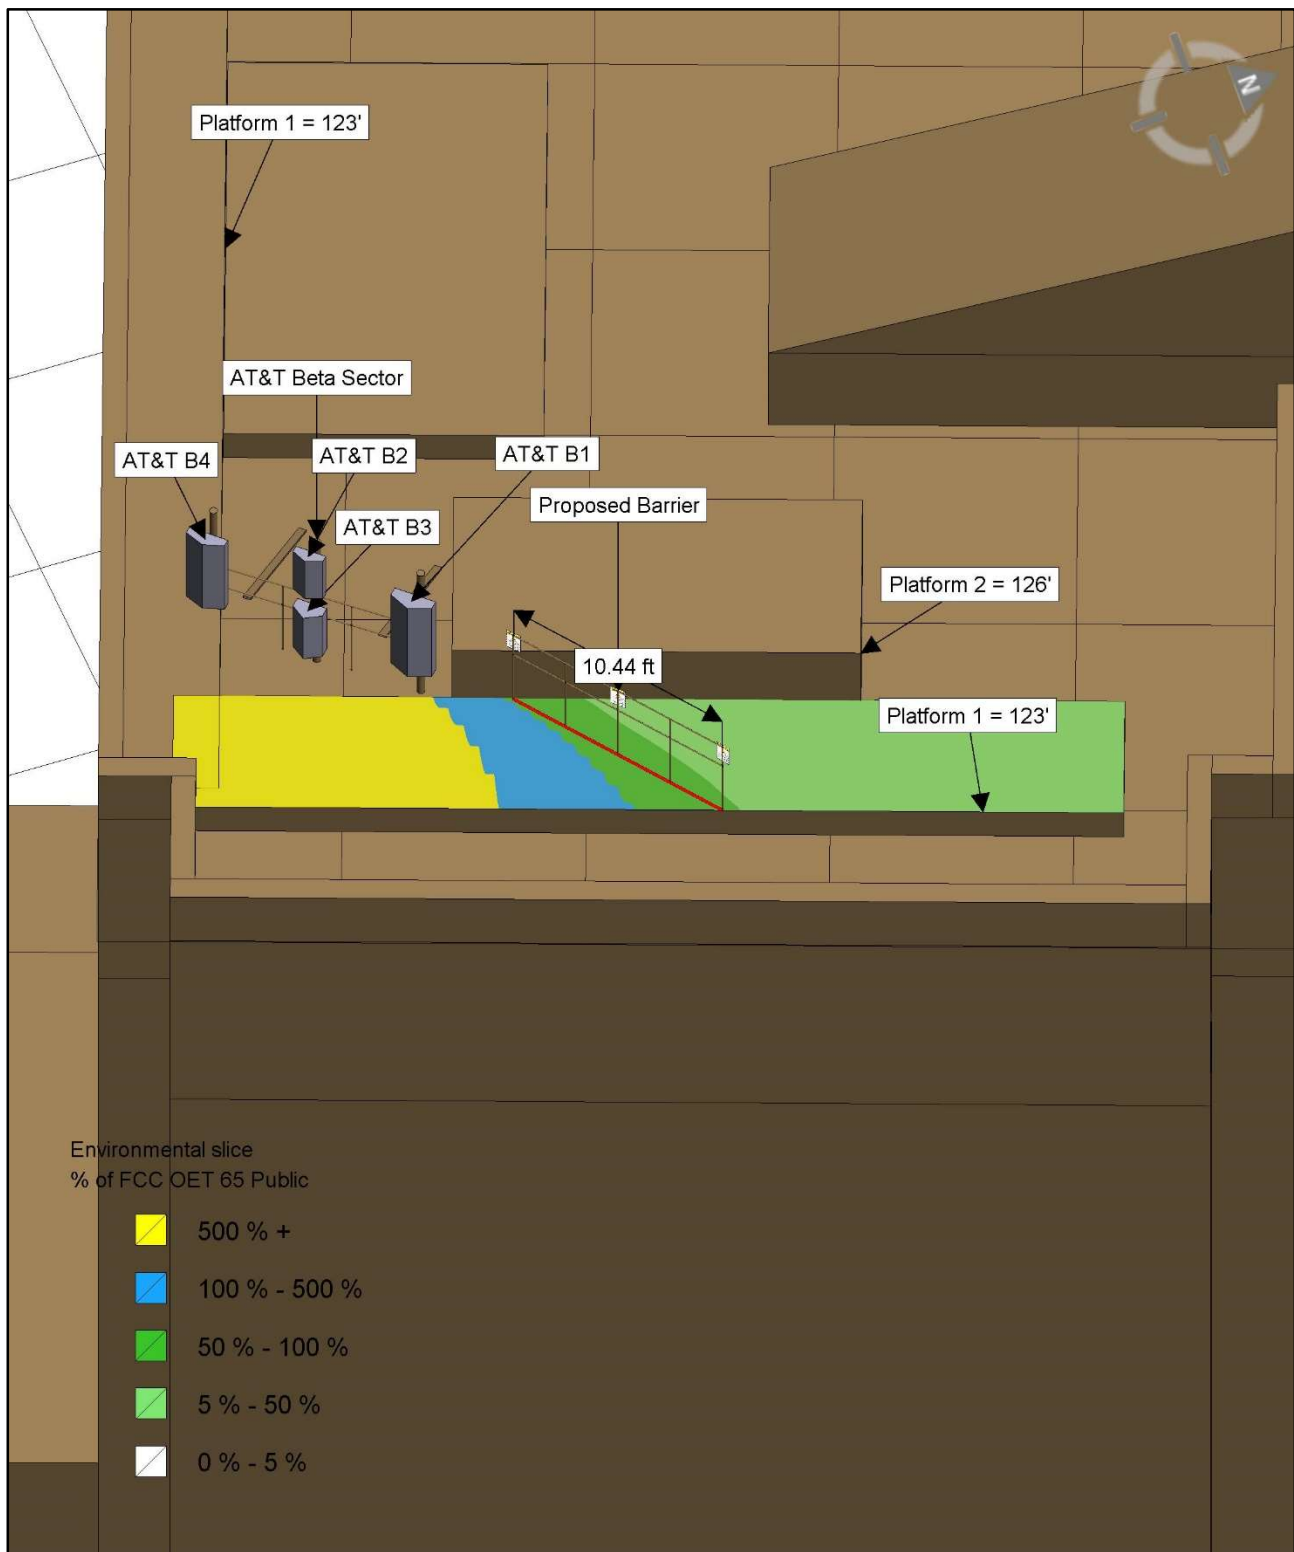 N
Platform 1 = 123'
AT&T Beta Sector
AT&T B4
AT&T B2
AT&T B1
AT&T B3
Proposed Barrier
Platform 2 = 126'
10.44 ft
Platform 1 = 123'
Environmental slice
% of FCC OET 65 Public
500 % +
100 % - 500 %
50 % - 100 %
5 % - 50 %
0 % - 5 %